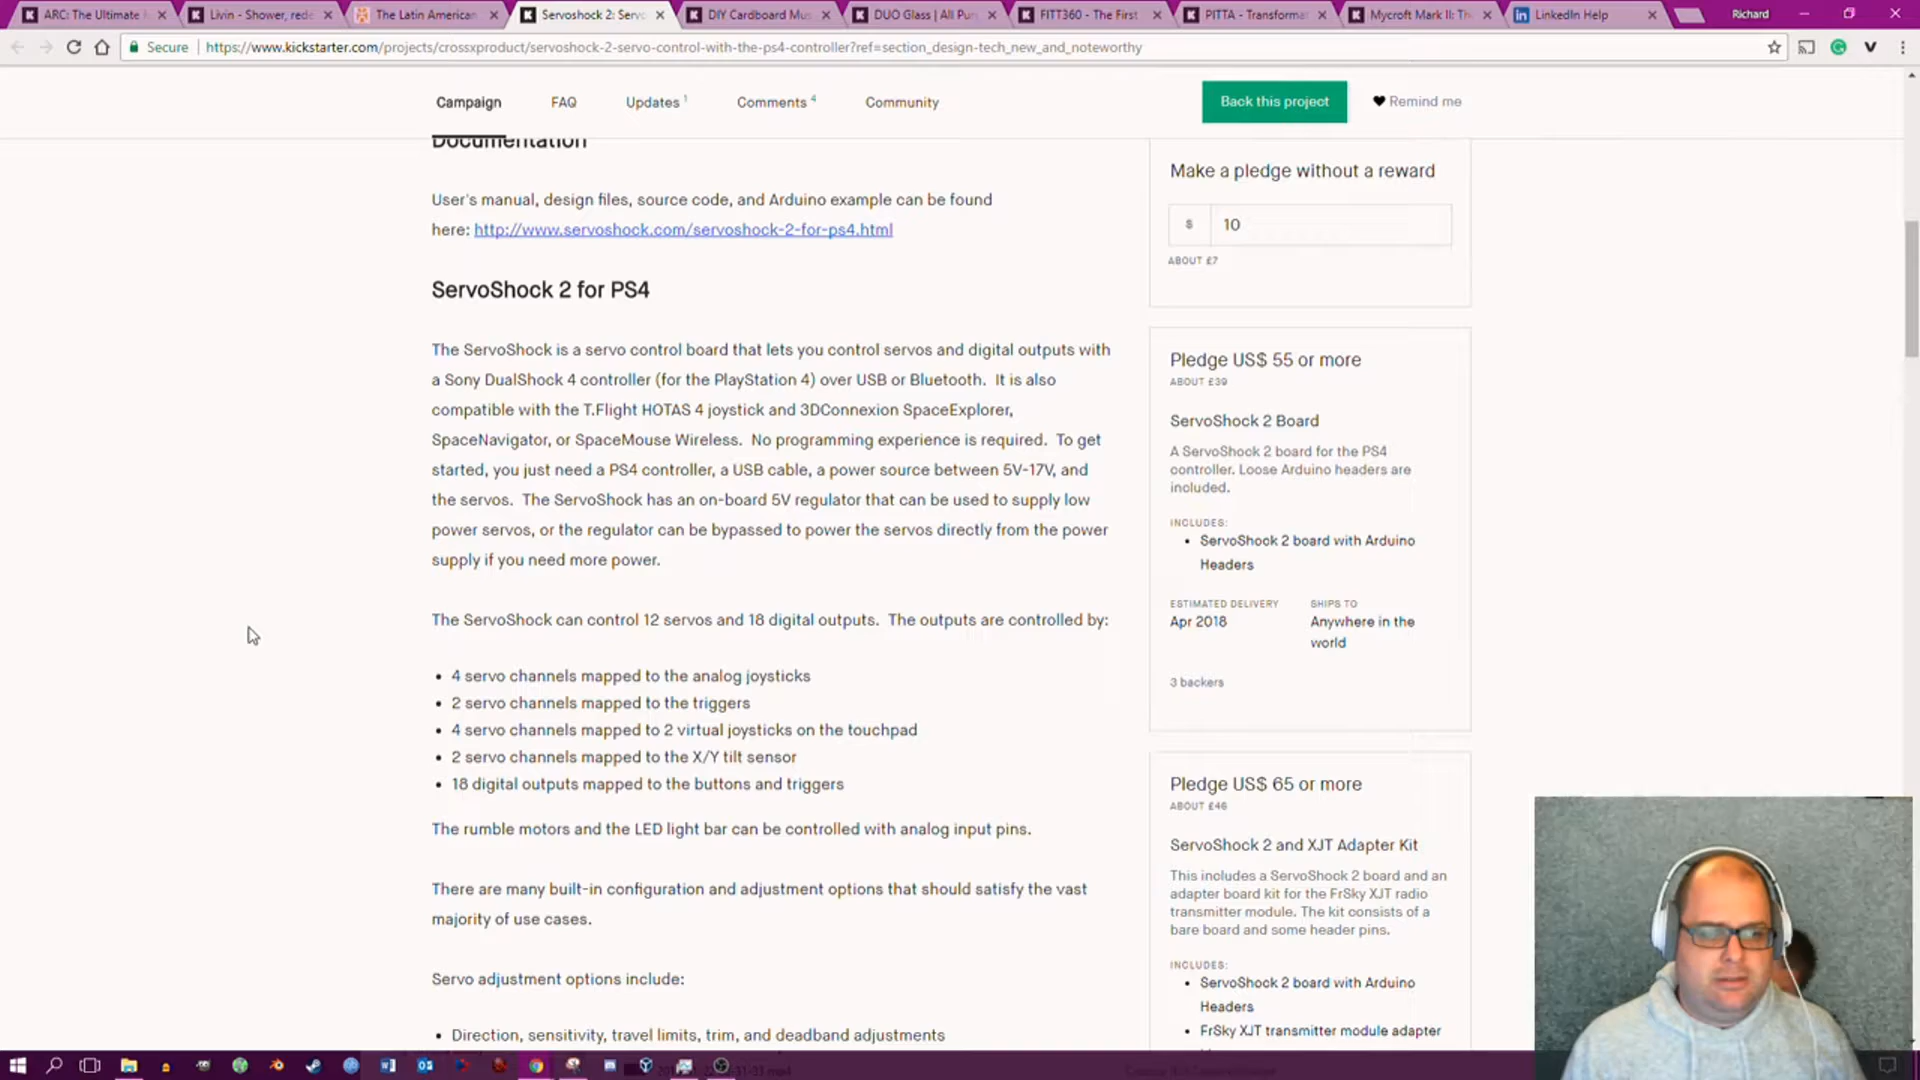 ARC: The Ultimate
Livin - Shower, rede
The Latin American
Servoshock 2: Servo
DIY Cardboard Mus
DUO Glass | All Purp
FITT360 - The First
PITTA - Transformat
Mycroft Mark II: The
LinkedIn Help
Richard
Secure
https://www.kickstarter.com/projects/crossxproduct/servoshock-2-servo-control-with-the-ps4-controller?ref=section_design-tech_new_and_noteworthy
Campaign
FAQ
Updates 1
Comments 4
Community
Back this project
Remind me
Documentation
User's manual, design files, source code, and Arduino example can be found
here: http://www.servoshock.com/servoshock-2-for-ps4.html
ServoShock 2 for PS4
The ServoShock is a servo control board that lets you control servos and digital outputs with
a Sony DualShock 4 controller (for the PlayStation 4) over USB or Bluetooth. It is also
compatible with the T.Flight HOTAS 4 joystick and 3DConnexion SpaceExplorer,
SpaceNavigator, or SpaceMouse Wireless. No programming experience is required. To get
started, you just need a PS4 controller, a USB cable, a power source between 5V-17V, and
the servos. The ServoShock has an on-board 5V regulator that can be used to supply low
power servos, or the regulator can be bypassed to power the servos directly from the power
supply if you need more power.
The ServoShock can control 12 servos and 18 digital outputs. The outputs are controlled by:
• 4 servo channels mapped to the analog joysticks
• 2 servo channels mapped to the triggers
• 4 servo channels mapped to 2 virtual joysticks on the touchpad
• 2 servo channels mapped to the X/Y tilt sensor
• 18 digital outputs mapped to the buttons and triggers
The rumble motors and the LED light bar can be controlled with analog input pins.
There are many built-in configuration and adjustment options that should satisfy the vast
majority of use cases.
Servo adjustment options include:
• Direction, sensitivity, travel limits, trim, and deadband adjustments
Make a pledge without a reward
$ 10
ABOUT £7
Pledge US$ 55 or more
ABOUT £39
ServoShock 2 Board
A ServoShock 2 board for the PS4
controller. Loose Arduino headers are
included.
INCLUDES:
• ServoShock 2 board with Arduino
Headers
ESTIMATED DELIVERY
Apr 2018
SHIPS TO
Anywhere in the
world
3 backers
Pledge US$ 65 or more
ABOUT £46
ServoShock 2 and XJT Adapter Kit
This includes a ServoShock 2 board and an
adapter board kit for the FrSky XJT radio
transmitter module. The kit consists of a
bare board and some header pins.
INCLUDES:
• ServoShock 2 board with Arduino
Headers
• FrSky XJT transmitter module adapter